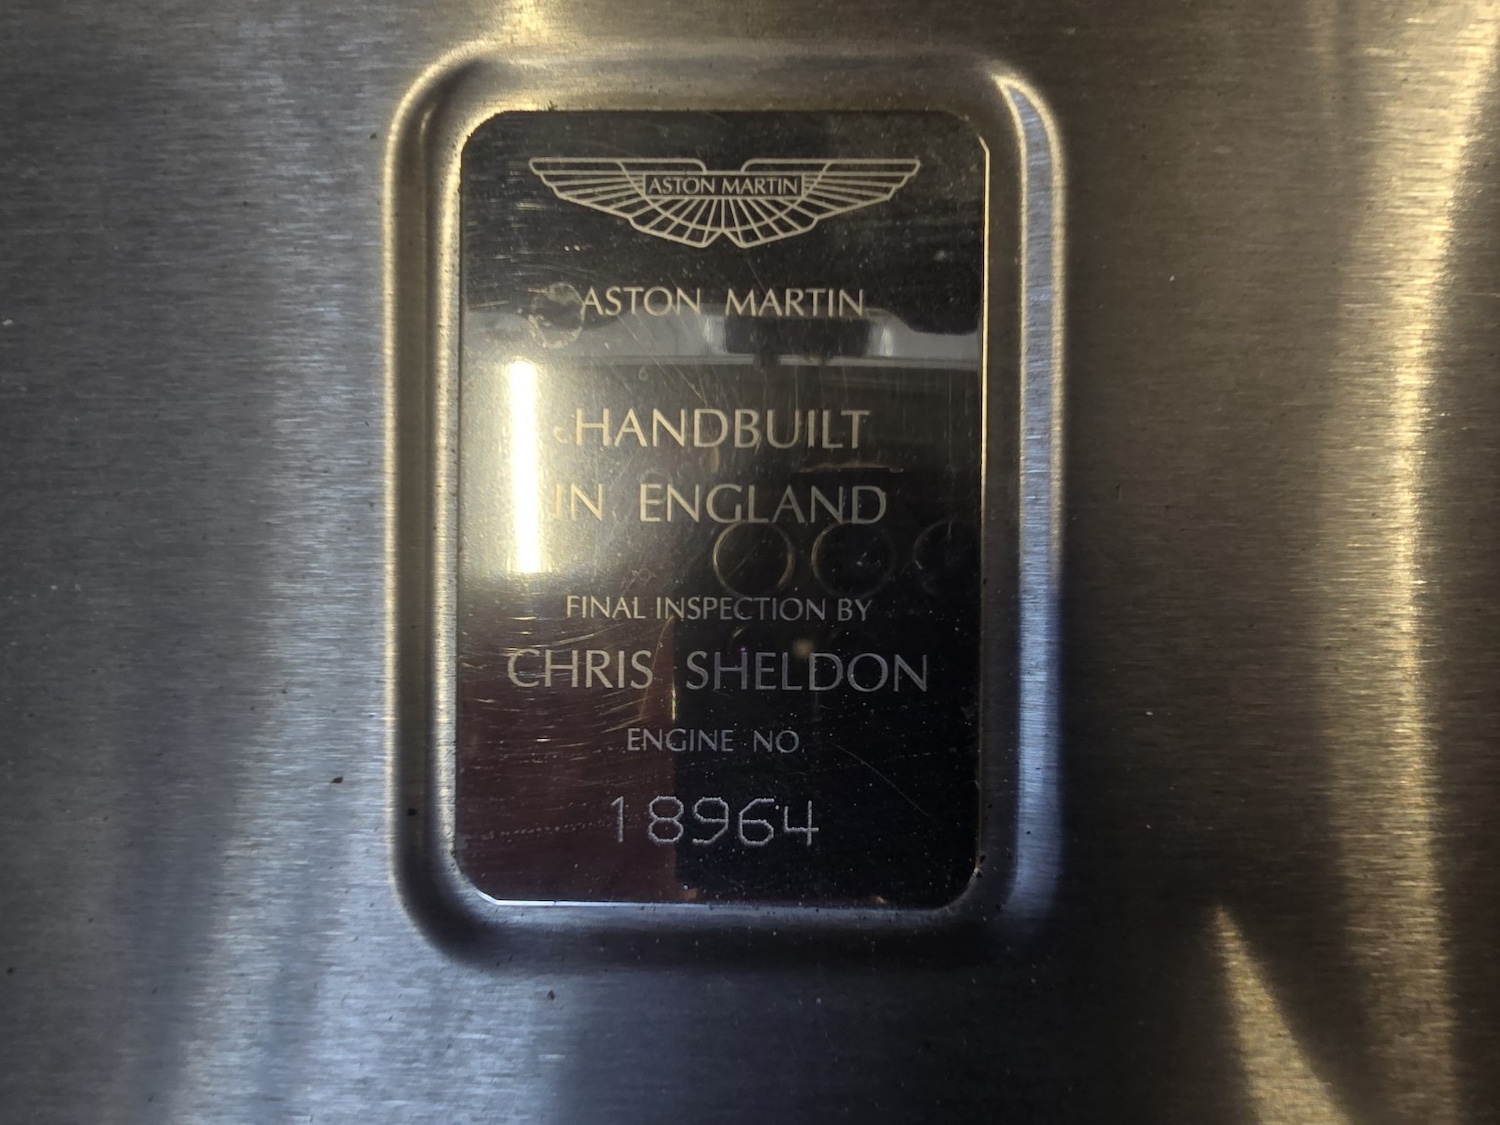 ASTON MARTIN
ASTON MARTIN
HANDBUILT
IN ENGLAND
FINAL INSPECTION BY
CHRIS SHELDON
ENGINE NO.
18964